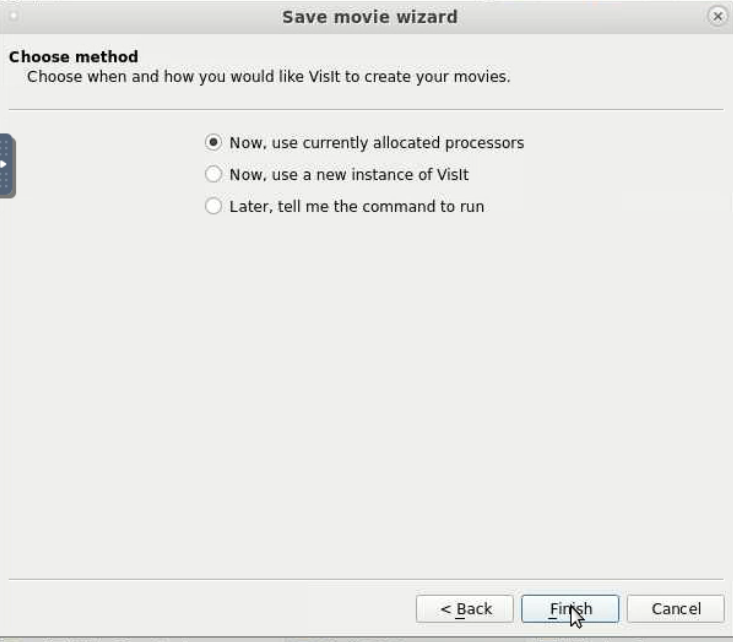 Save movie wizard
Choose method
Choose when and how you would like VisIt to create your movies.
Now, use currently allocated processors
Now, use a new instance of VisIt
Later, tell me the command to run
< Back
Finish
Cancel